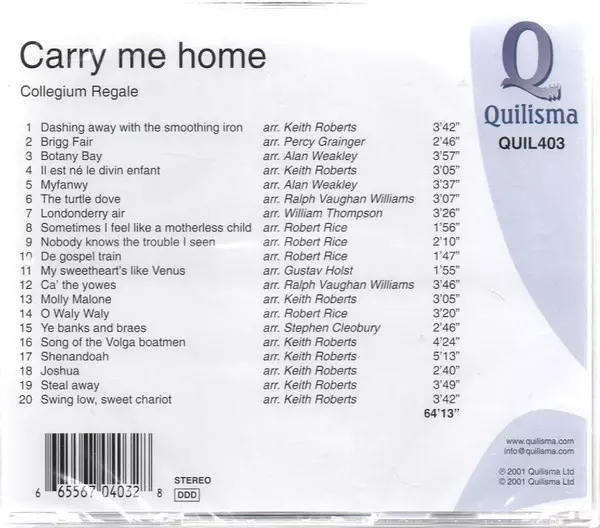 Carry me home
Collegium Regale
Q
Quilisma
QUIL403
1 Dashing away with the smoothing iron arr. Keith Roberts 3'42"
2 Brigg Fair arr. Percy Grainger 2'46"
3 Botany Bay arr. Alan Weakley 3'57"
4 Il est né le divin enfant arr. Keith Roberts 3'05"
5 Myfanwy arr. Alan Weakley 3'37"
6 The turtle dove arr. Ralph Vaughan Williams 3'07"
7 Londonderry air arr. William Thompson 3'26"
8 Sometimes I feel like a motherless child arr. Robert Rice 1'56"
9 Nobody knows the trouble I seen arr. Robert Rice 2'10"
10 De gospel train arr. Robert Rice 1'47"
11 My sweetheart's like Venus arr. Gustav Holst 1'55"
12 Ca' the yowes arr. Ralph Vaughan Williams 3'46"
13 Molly Malone arr. Keith Roberts 3'05"
14 O Waly Waly arr. Robert Rice 3'20"
15 Ye banks and braes arr. Stephen Cleobury 2'46"
16 Song of the Volga boatmen arr. Keith Roberts 4'24"
17 Shenandoah arr. Keith Roberts 5'13"
18 Joshua arr. Keith Roberts 2'40"
19 Steal away arr. Keith Roberts 3'49"
20 Swing low, sweet chariot arr. Keith Roberts 3'42"
64'13"
6 65567 04032 8
STEREO
DDD
www.quilisma.com
info@quilisma.com
℗ 2001 Quilisma Ltd
© 2001 Quilisma Ltd